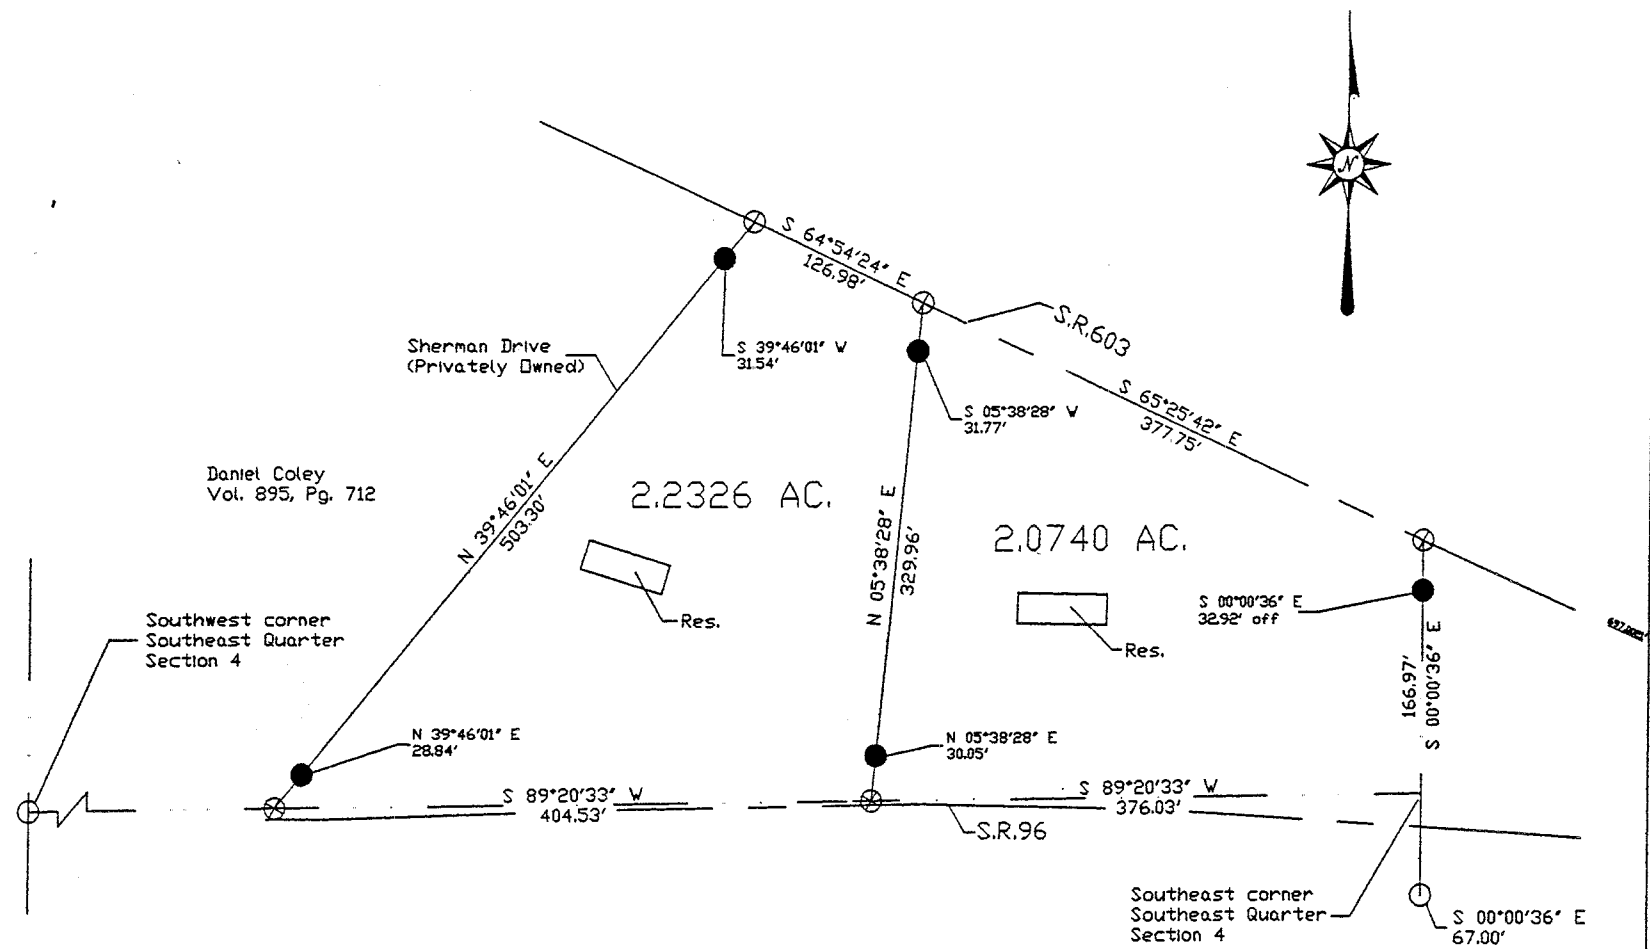 N
S 64°54'24" E
126.98'
S.R.603
Sherman Drive
(Privately Owned)
S 39°46'01" W
31.54'
S 65°25'42" E
377.75'
S 05°38'28" W
31.77'
Daniel Coley
Vol. 895, Pg. 712
N 39°46'01" E
503.30'
2.2326 AC.
N 05°38'28" E
329.96'
2.0740 AC.
S 00°00'36" E
32.92' off
Res.
Res.
Southwest corner
Southeast Quarter
Section 4
166.97'
S 00°00'36" E
N 39°46'01" E
28.84'
N 05°38'28" E
30.05'
S 89°20'33" W
404.53'
S 89°20'33" W
376.03'
S.R.96
Southeast corner
Southeast Quarter
Section 4
S 00°00'36" E
67.00'